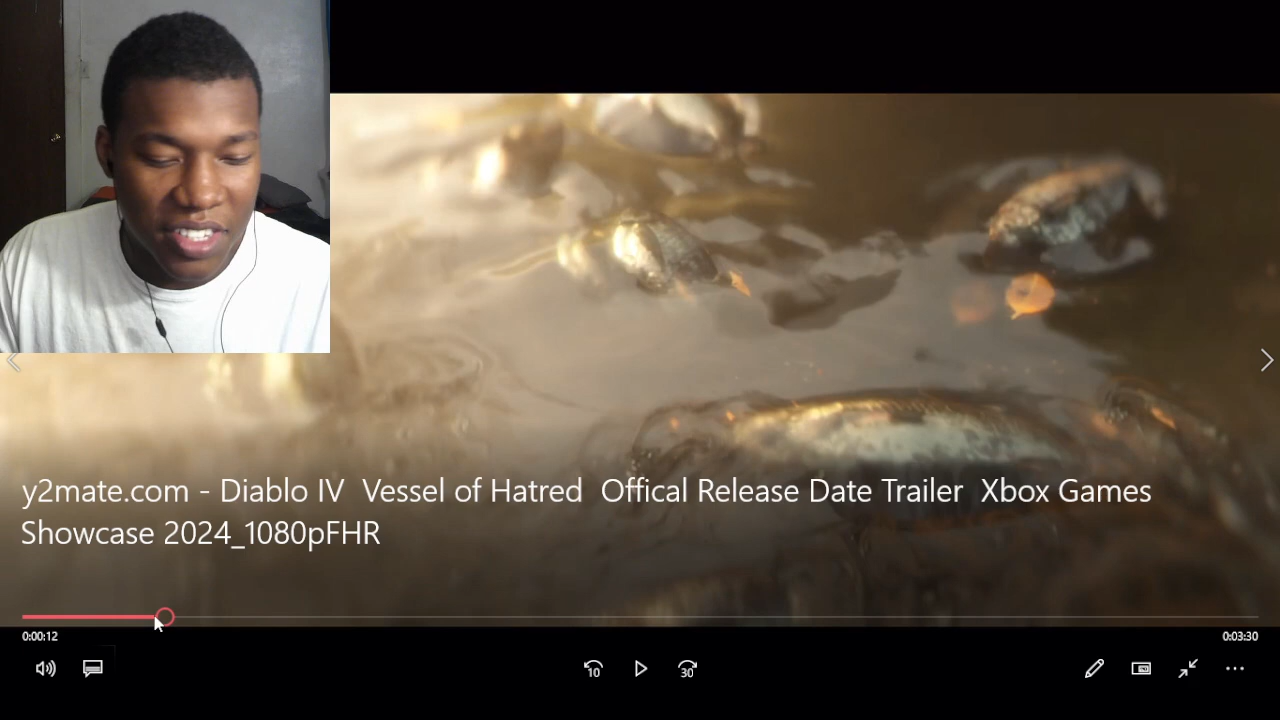 y2mate.com - Diablo IV Vessel of Hatred Offical Release Date Trailer Xbox Games
Showcase 2024_1080pFHR
0:00:12
0:03:30
10
30